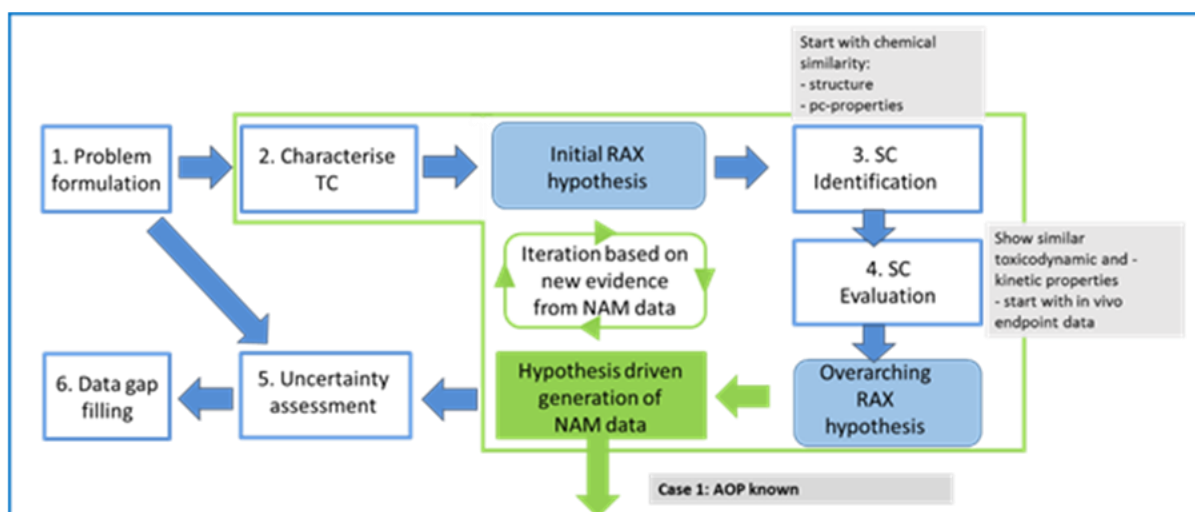 Start with chemical
similarity:
- structure
- pc-properties
1. Problem
formulation
2. Characterise
TC
Initial RAX
hypothesis
3. SC
Identification
Iteration based on
new evidence
from NAM data
4. SC
Evaluation
Show similar
toxicodynamic and -
kinetic properties
- start with in vivo
endpoint data
6. Data gap
filling
5. Uncertainty
assessment
Hypothesis driven
generation of
NAM data
Overarching
RAX
hypothesis
Case 1: AOP known